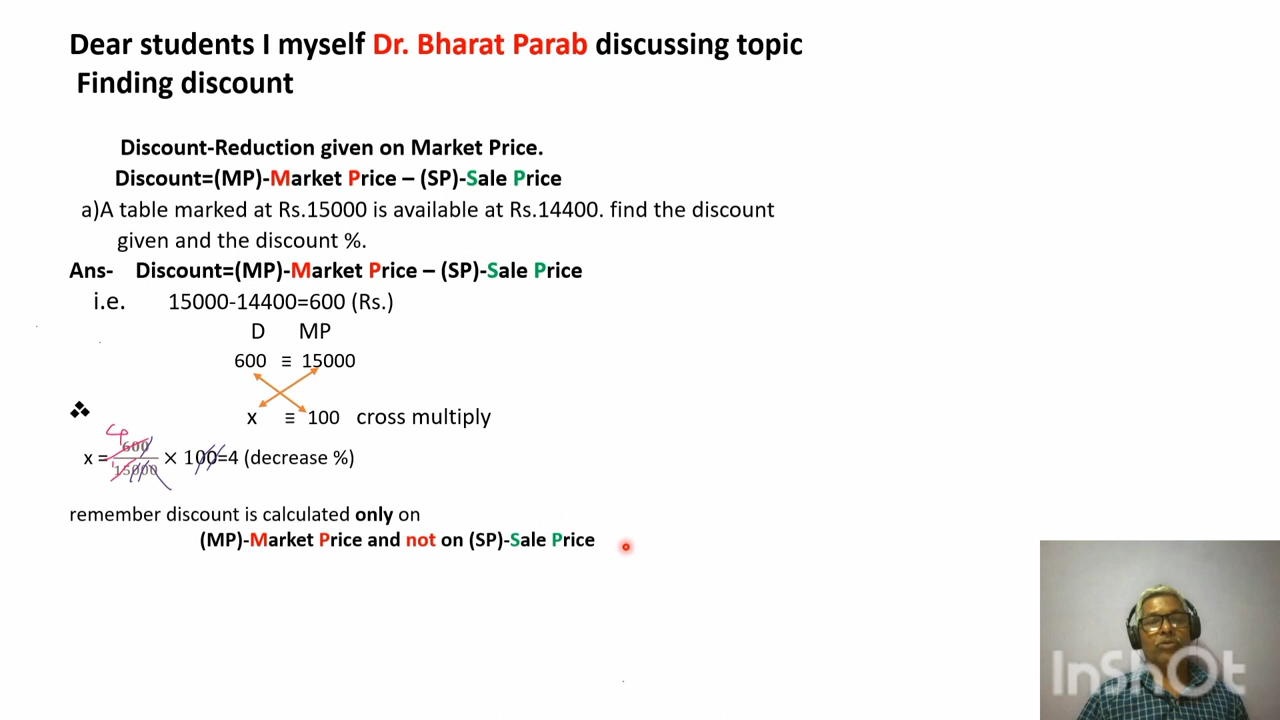 Dear students I myself Dr. Bharat Parab discussing topic
Finding discount
Discount-Reduction given on Market Price.
Discount=(MP)-Market Price – (SP)-Sale Price
a)A table marked at Rs.15000 is available at Rs.14400. find the discount
given and the discount %.
Ans- Discount=(MP)-Market Price – (SP)-Sale Price
i.e. 15000-14400=600 (Rs.)
D MP
600 ≡ 15000
x ≡ 100 cross multiply
4
x = 600/15000 × 100=4 (decrease %)
remember discount is calculated only on
(MP)-Market Price and not on (SP)-Sale Price
InShOt